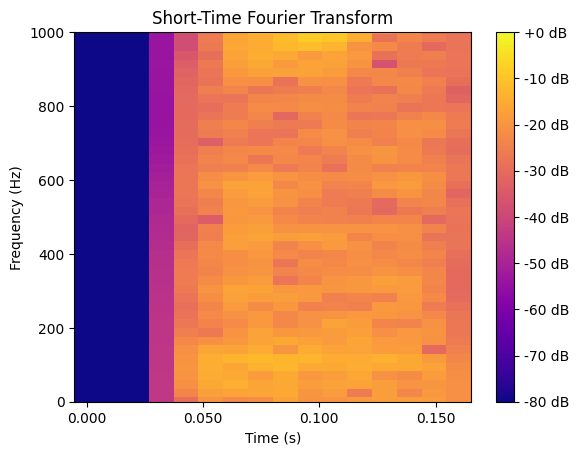 Short-Time Fourier Transform
Frequency (Hz)
1000
800
600
400
200
0
0.000
0.050
0.100
0.150
Time (s)
+0 dB
-10 dB
-20 dB
-30 dB
-40 dB
-50 dB
-60 dB
-70 dB
-80 dB